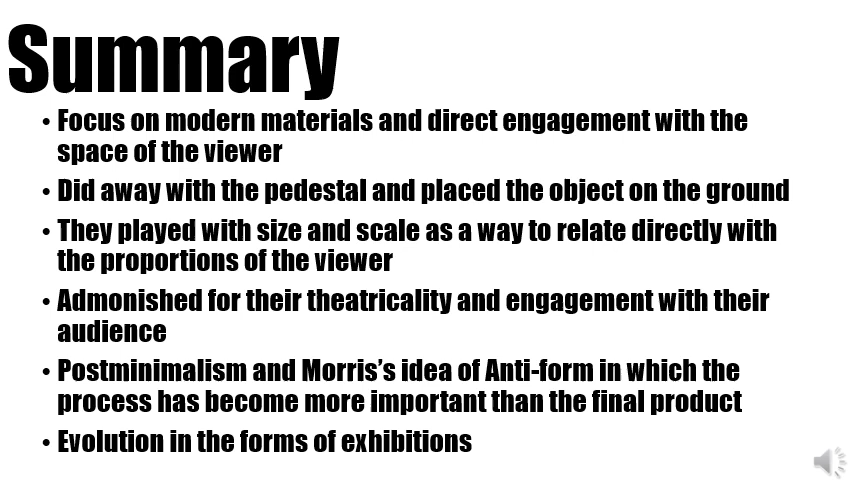 Summary
• Focus on modern materials and direct engagement with the
space of the viewer
• Did away with the pedestal and placed the object on the ground
• They played with size and scale as a way to relate directly with
the proportions of the viewer
• Admonished for their theatricality and engagement with their
audience
• Postminimalism and Morris’s idea of Anti-form in which the
process has become more important than the final product
• Evolution in the forms of exhibitions